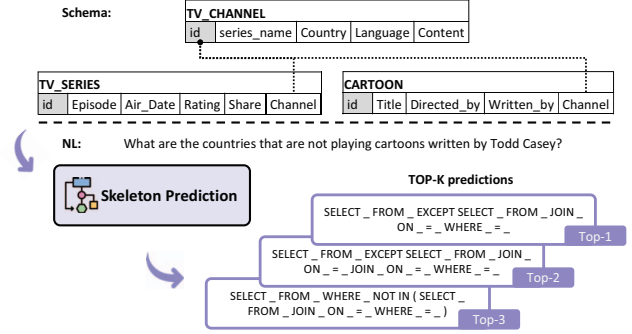 Schema:
TV_CHANNEL
id series_name Country Language Content
TV_SERIES
id Episode Air_Date Rating Share Channel
CARTOON
id Title Directed_by Written_by Channel
NL: What are the countries that are not playing cartoons written by Todd Casey?
Skeleton Prediction
TOP-K predictions
SELECT _ FROM _ EXCEPT SELECT _ FROM _ JOIN _
ON _ = _ WHERE _ = _
Top-1
SELECT _ FROM _ EXCEPT SELECT _ FROM _ JOIN _
ON _ = _ JOIN _ ON _ = _ WHERE _ = _
Top-2
SELECT _ FROM _ WHERE _ NOT IN ( SELECT _
FROM _ JOIN _ ON _ = _ WHERE _ = _ )
Top-3